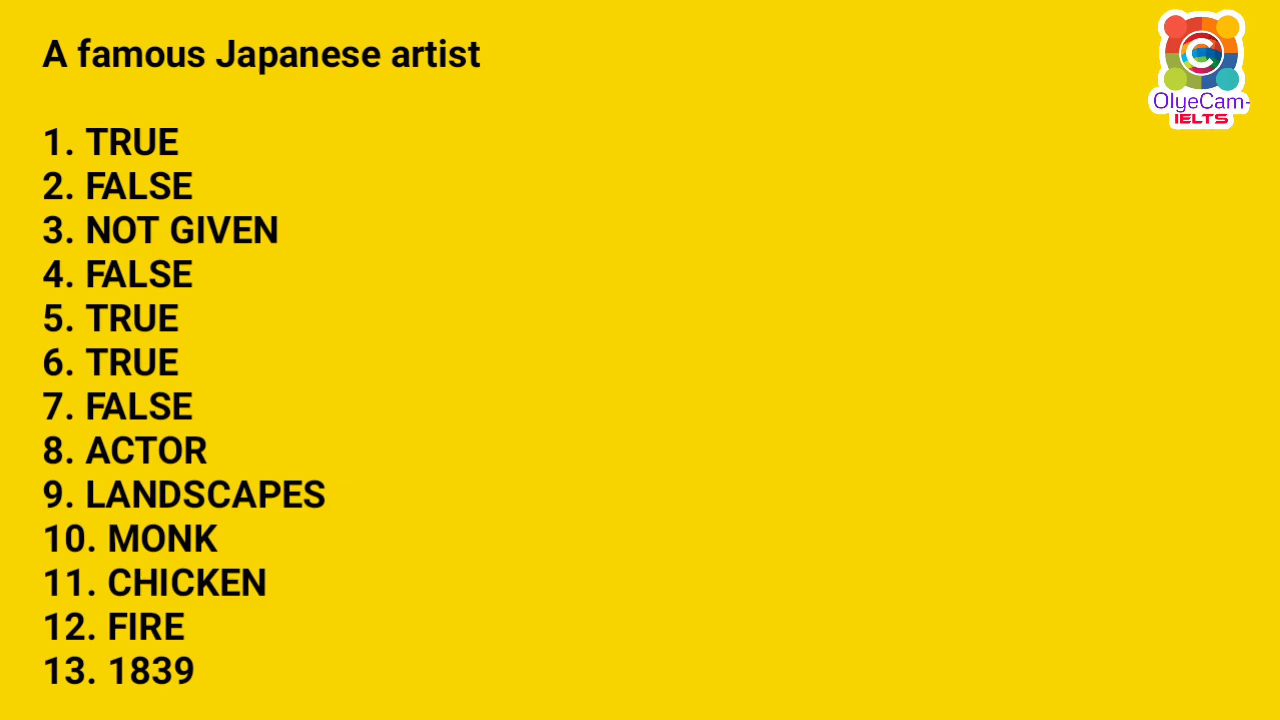 A famous Japanese artist
1. TRUE
2. FALSE
3. NOT GIVEN
4. FALSE
5. TRUE
6. TRUE
7. FALSE
8. ACTOR
9. LANDSCAPES
10. MONK
11. CHICKEN
12. FIRE
13. 1839
C
OlyeCam-
IELTS